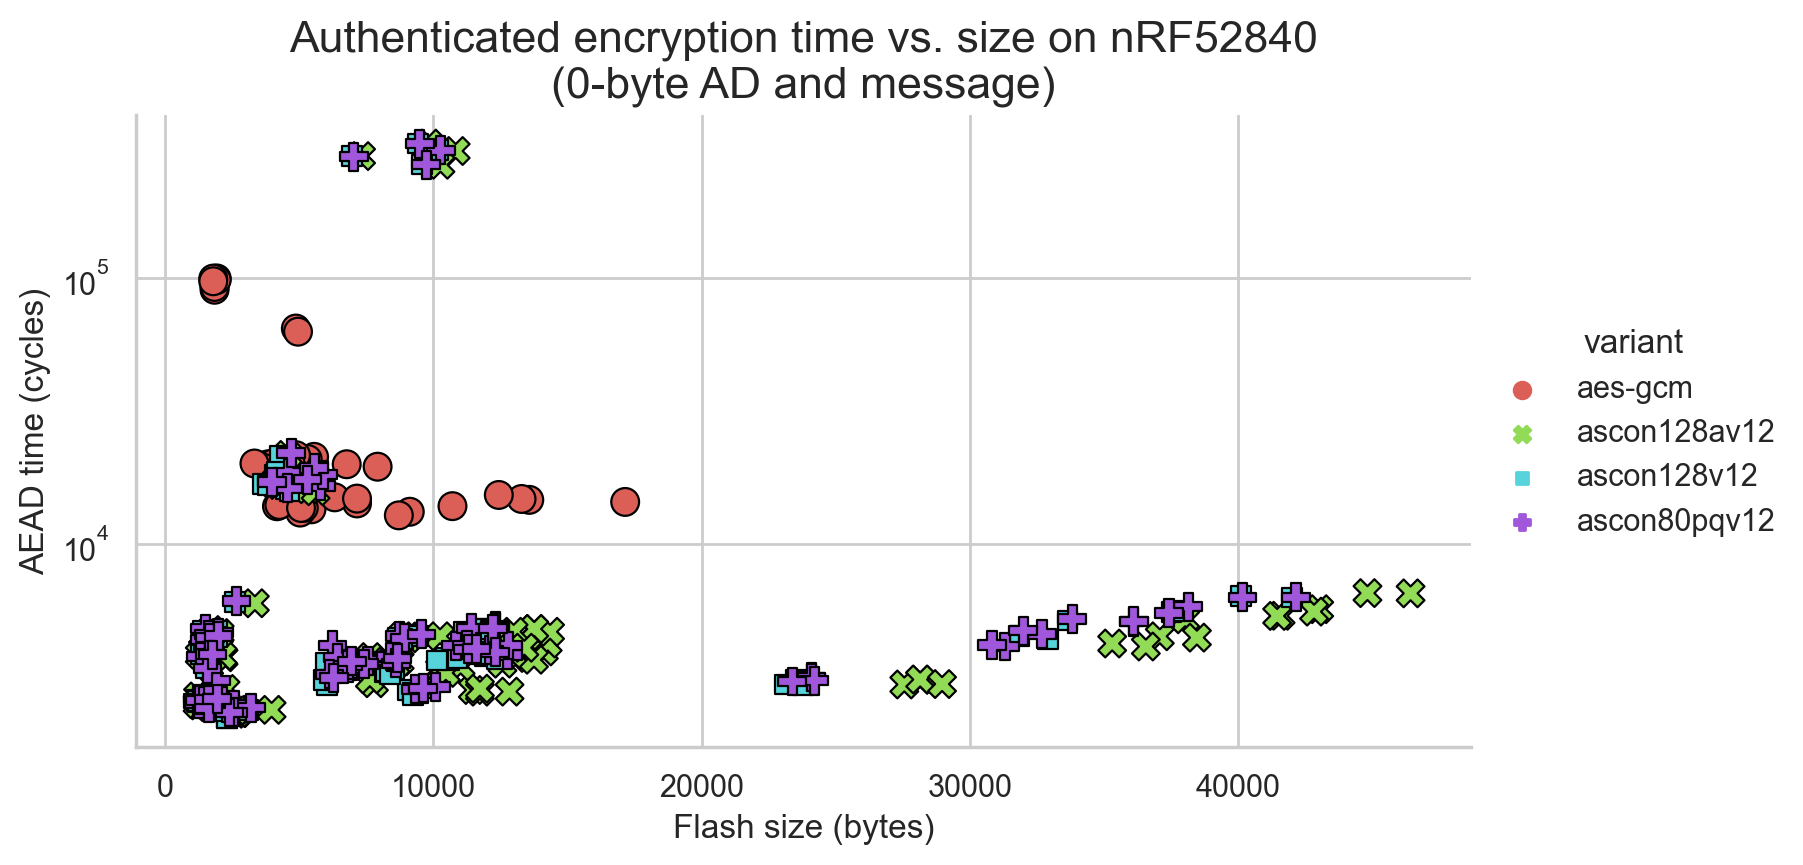 Authenticated encryption time vs. size on nRF52840
(0-byte AD and message)
AEAD time (cycles)
10^5
10^4
0
10000
20000
30000
40000
Flash size (bytes)
variant
aes-gcm
ascon128av12
ascon128v12
ascon80pqv12